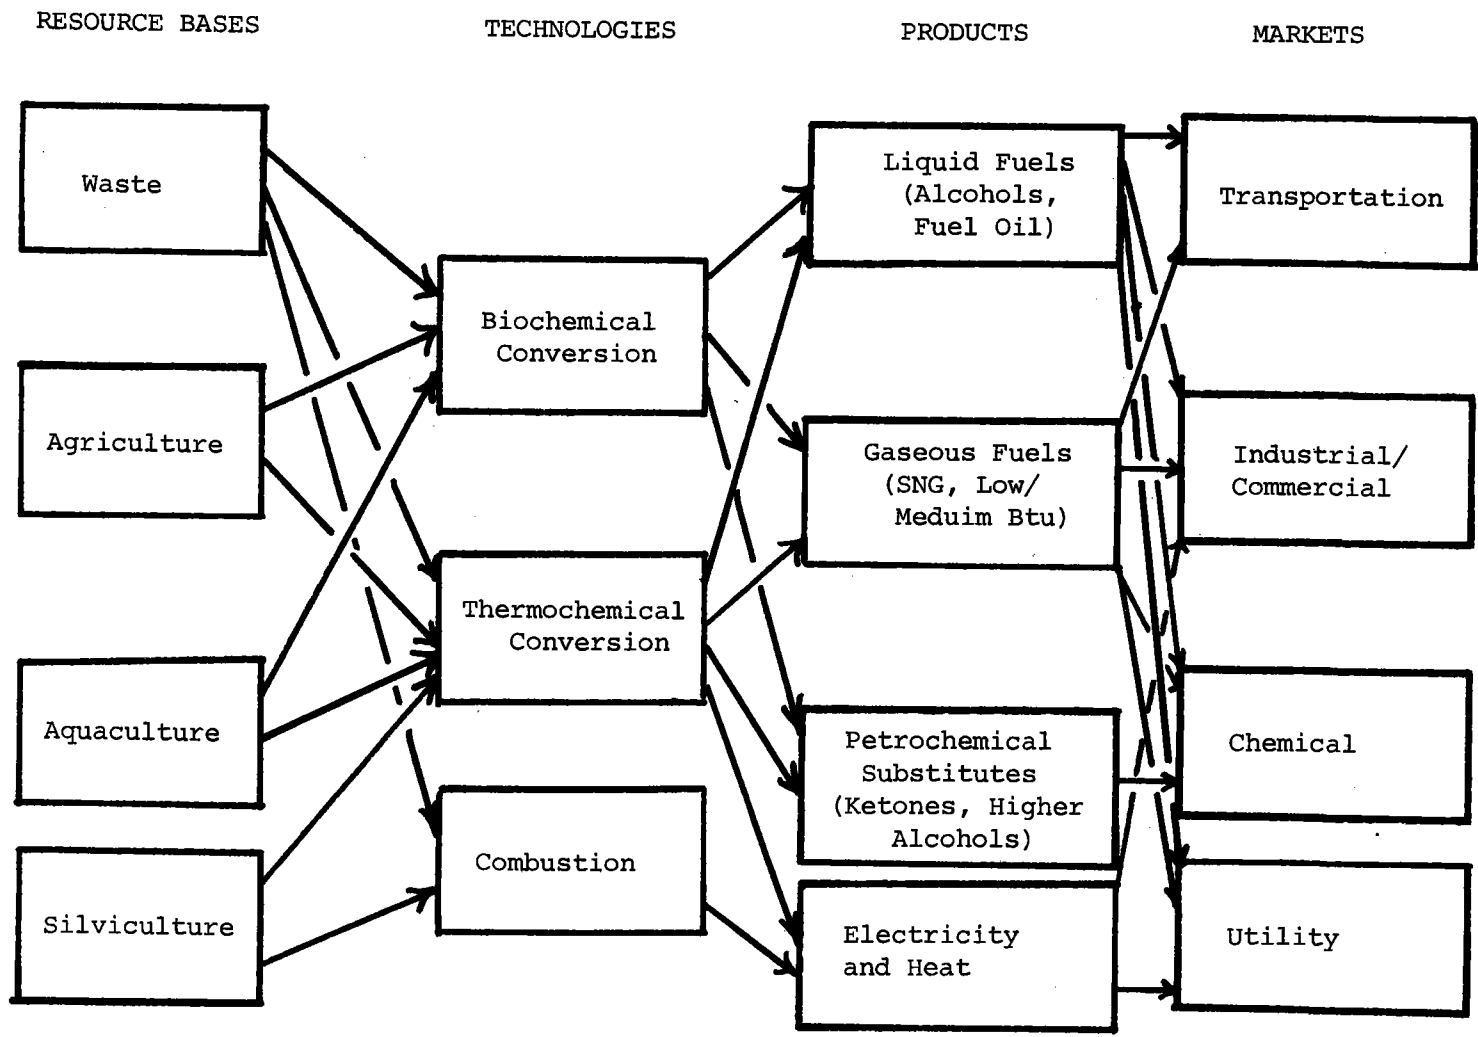 RESOURCE BASES
TECHNOLOGIES
PRODUCTS
MARKETS
Waste
Agriculture
Aquaculture
Silviculture
Biochemical
Conversion
Thermochemical
Conversion
Combustion
Liquid Fuels
(Alcohols,
Fuel Oil)
Gaseous Fuels
(SNG, Low/
Meduim Btu)
Petrochemical
Substitutes
(Ketones, Higher
Alcohols)
Electricity
and Heat
Transportation
Industrial/
Commercial
Chemical
Utility